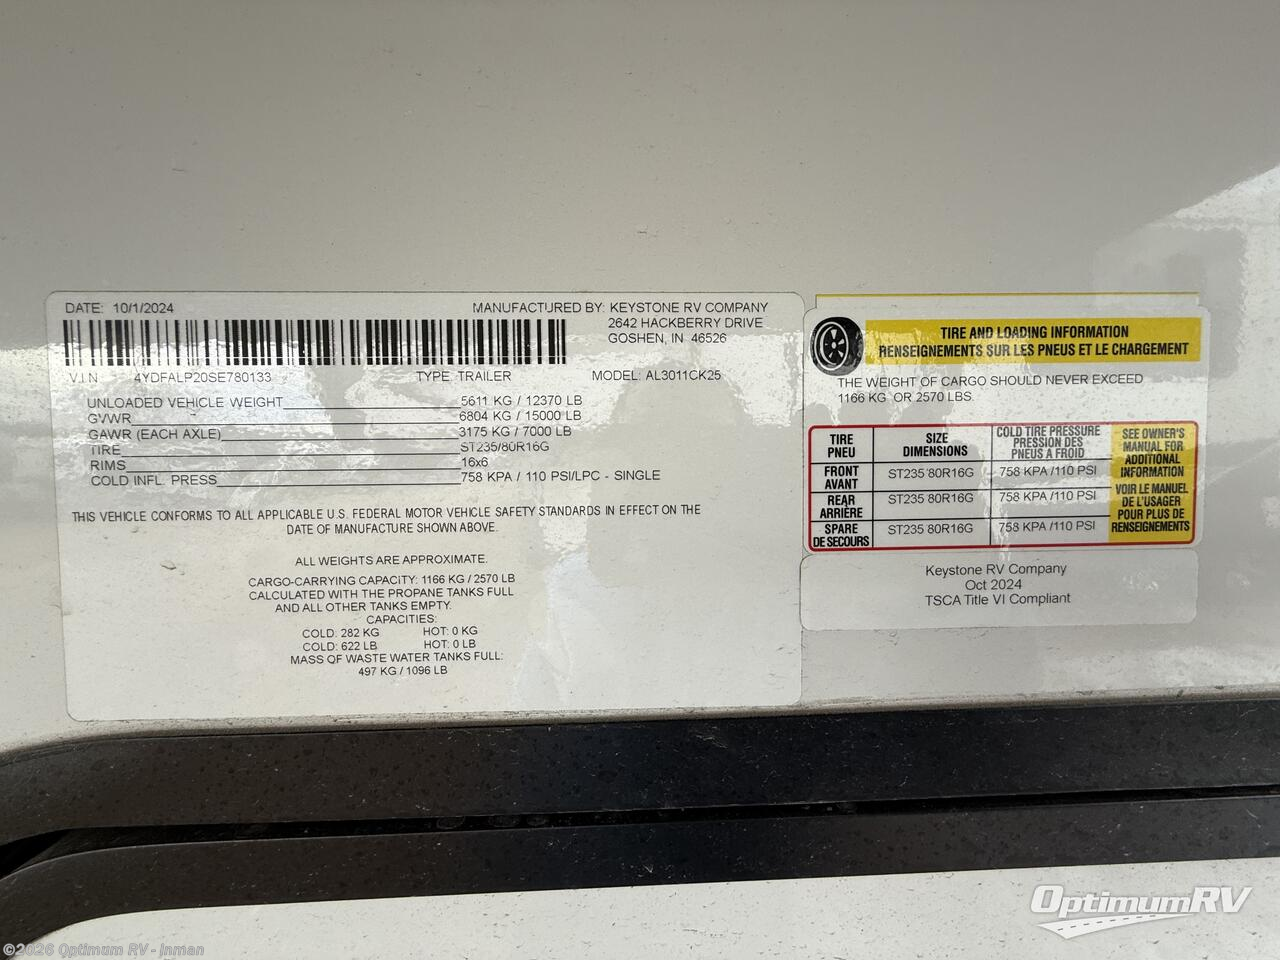 DATE: 10/1/2024
MANUFACTURED BY: KEYSTONE RV COMPANY
2642 HACKBERRY DRIVE
GOSHEN, IN 46526
V.I.N 4YDFALP20SE780133 TYPE: TRAILER MODEL: AL3011CK25
UNLOADED VEHICLE WEIGHT 5611 KG / 12370 LB
GVWR 6804 KG / 15000 LB
GAWR (EACH AXLE) 3175 KG / 7000 LB
TIRE ST235/80R16G
RIMS 16x6
COLD INFL. PRESS 758 KPA / 110 PSI/LPC - SINGLE
THIS VEHICLE CONFORMS TO ALL APPLICABLE U.S. FEDERAL MOTOR VEHICLE SAFETY STANDARDS IN EFFECT ON THE
DATE OF MANUFACTURE SHOWN ABOVE.
ALL WEIGHTS ARE APPROXIMATE.
CARGO-CARRYING CAPACITY: 1166 KG / 2570 LB
CALCULATED WITH THE PROPANE TANKS FULL
AND ALL OTHER TANKS EMPTY.
CAPACITIES:
COLD: 282 KG HOT: 0 KG
COLD: 622 LB HOT: 0 LB
MASS OF WASTE WATER TANKS FULL:
497 KG / 1096 LB
TIRE AND LOADING INFORMATION
RENSEIGNEMENTS SUR LES PNEUS ET LE CHARGEMENT
THE WEIGHT OF CARGO SHOULD NEVER EXCEED
1166 KG OR 2570 LBS.
TIRE
PNEU
SIZE
DIMENSIONS
COLD TIRE PRESSURE
PRESSION DES
PNEUS A FROID
FRONT
AVANT
ST235 80R16G
758 KPA /110 PSI
REAR
ARRIÈRE
ST235 80R16G
758 KPA /110 PSI
SPARE
DE SECOURS
ST235 80R16G
758 KPA /110 PSI
SEE OWNER'S
MANUAL FOR
ADDITIONAL
INFORMATION
VOIR LE MANUEL
DE L'USAGER
POUR PLUS DE
RENSEIGNEMENTS
Keystone RV Company
Oct 2024
TSCA Title VI Compliant
OptimumRV
©2026 Optimum RV - Inman